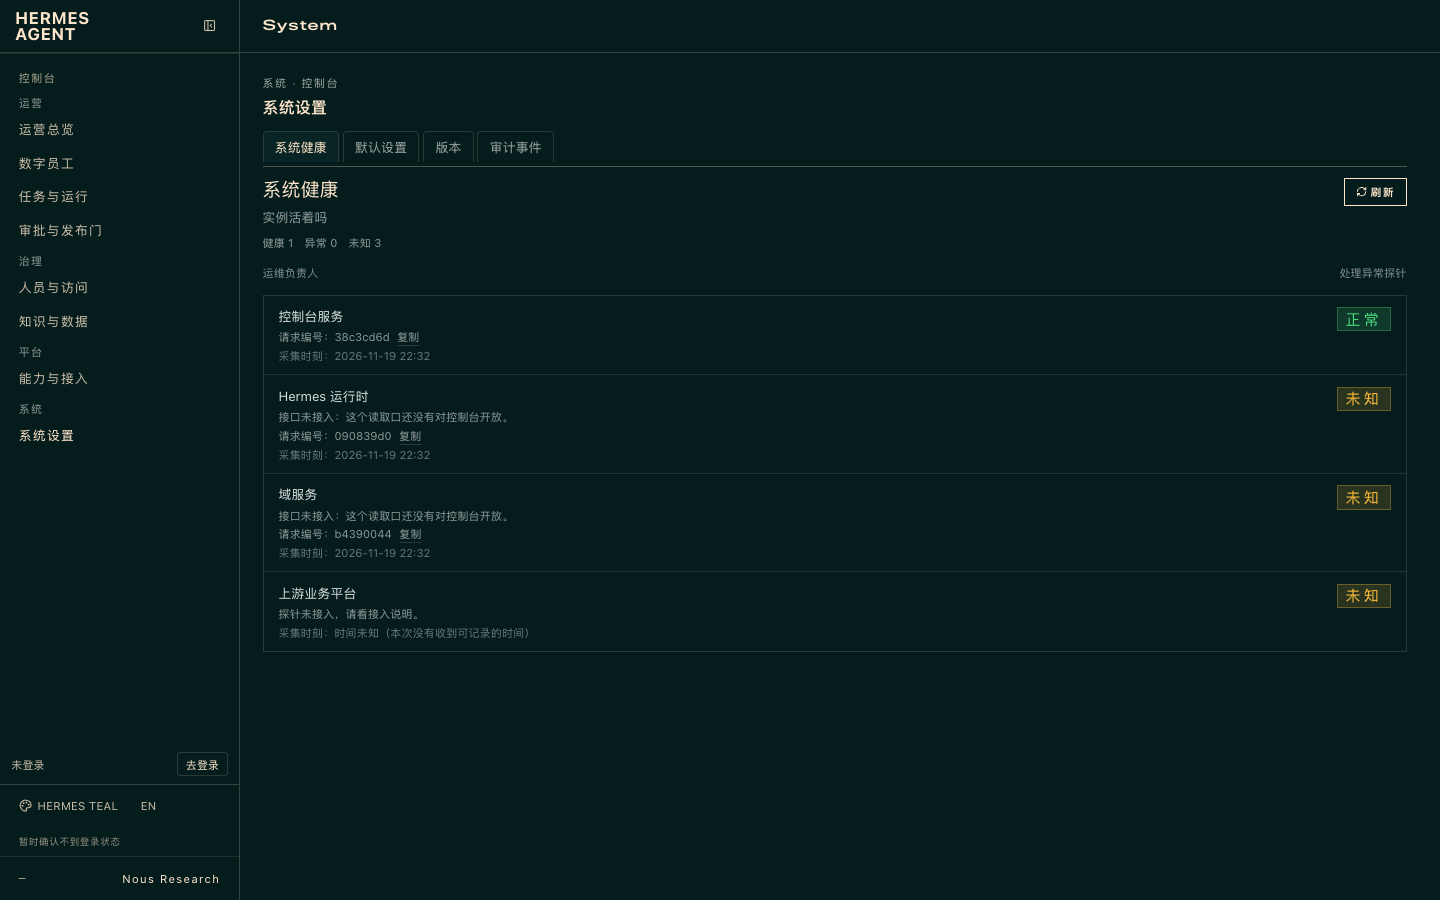 HERMES
AGENT
System
控制台
运营
运营总览
数字员工
任务与运行
审批与发布门
治理
人员与访问
知识与数据
平台
能力与接入
系统
系统设置
未登录
去登录
HERMES TEAL EN
暂时确认不到登录状态
– Nous Research
系统 · 控制台
系统设置
系统健康 默认设置 版本 审计事件
系统健康
刷新
实例活着吗
健康 1 异常 0 未知 3
运维负责人 处理异常探针
控制台服务 正常
请求编号：38c3cd6d 复制
采集时刻：2026-11-19 22:32
Hermes 运行时 未知
接口未接入：这个读取口还没有对控制台开放。
请求编号：090839d0 复制
采集时刻：2026-11-19 22:32
域服务 未知
接口未接入：这个读取口还没有对控制台开放。
请求编号：b4390044 复制
采集时刻：2026-11-19 22:32
上游业务平台 未知
探针未接入，请看接入说明。
采集时刻：时间未知（本次没有收到可记录的时间）